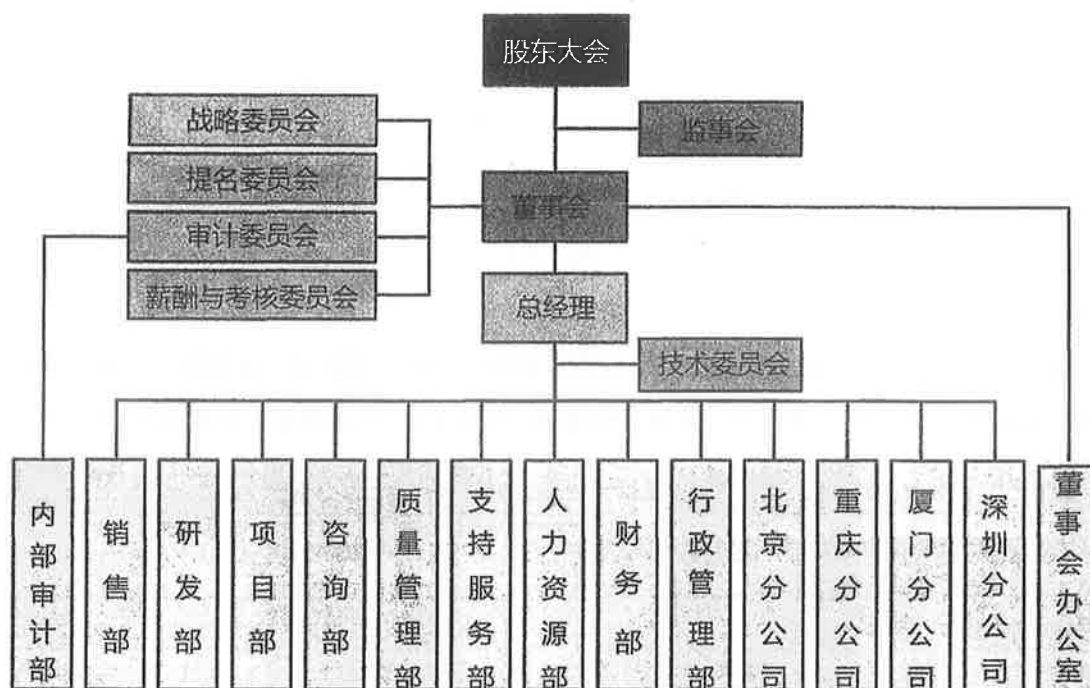 股东大会
战略委员会
监事会
提名委员会
董事会
审计委员会
薪酬与考核委员会
总经理
技术委员会
内部审计部
销售部
研发部
项目部
咨询部
质量管理部
支持服务部
人力资源部
财务部
行政管理部
北京分公司
重庆分公司
厦门分公司
深圳分公司
董事会办公室